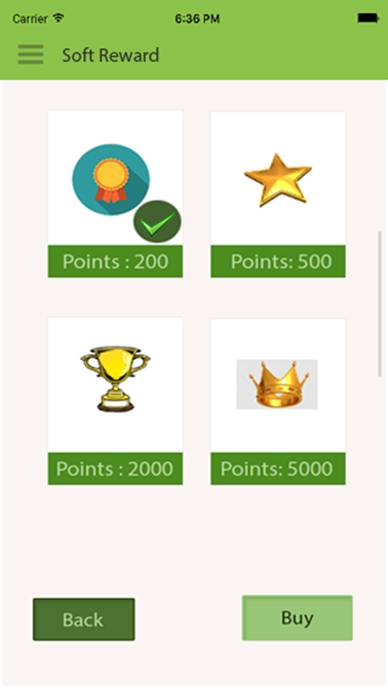 Carrier 6:36 PM
Soft Reward
Points : 200 Points: 500
Points : 2000 Points: 5000
Back Buy